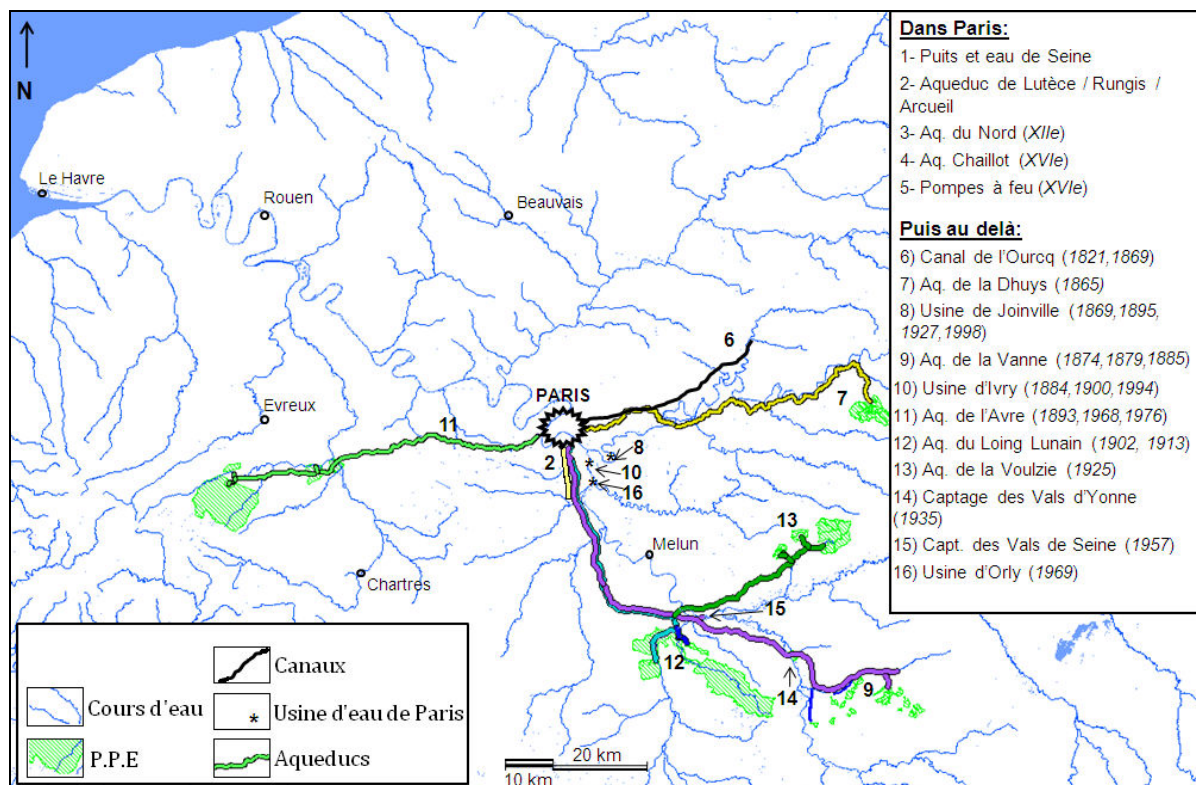 N
Le Havre
Rouen
Beauvais
PARIS
Evreux
Chartres
Melun
6
7
11
2
8
10
16
13
15
12
14
9
Dans Paris:
1- Puits et eau de Seine
2- Aqueduc de Lutèce / Rungis /
Arcueil
3- Aq. du Nord (XIIe)
4- Aq. Chaillot (XVIe)
5- Pompes à feu (XVIe)
Puis au delà:
6) Canal de l'Ourcq (1821,1869)
7) Aq. de la Dhuys (1865)
8) Usine de Joinville (1869,1895,
1927,1998)
9) Aq. de la Vanne (1874,1879,1885)
10) Usine d'Ivry (1884,1900,1994)
11) Aq. de l'Avre (1893,1968,1976)
12) Aq. du Loing Lunain (1902, 1913)
13) Aq. de la Voulzie (1925)
14) Captage des Vals d'Yonne
(1935)
15) Capt. des Vals de Seine (1957)
16) Usine d'Orly (1969)
Cours d'eau
P.P.E
Canaux
* Usine d'eau de Paris
Aqueducs
20 km
10 km